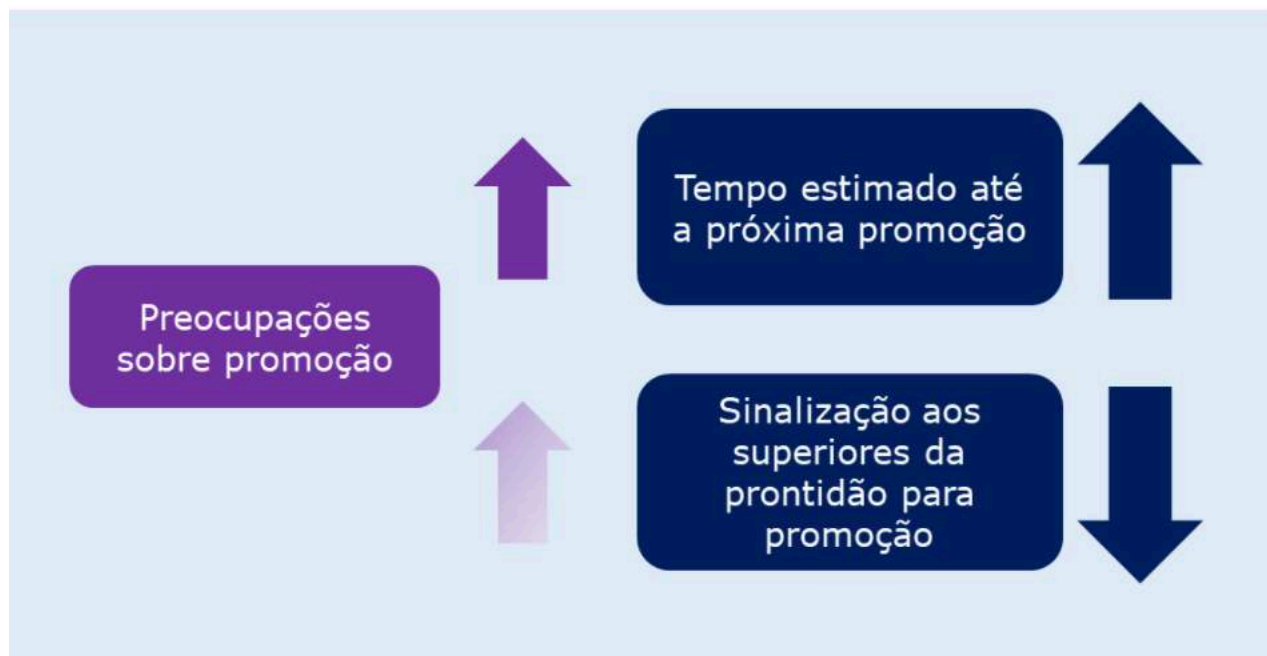 Preocupações
sobre promoção
Tempo estimado até
a próxima promoção
Sinalização aos
superiores da
prontidão para
promoção